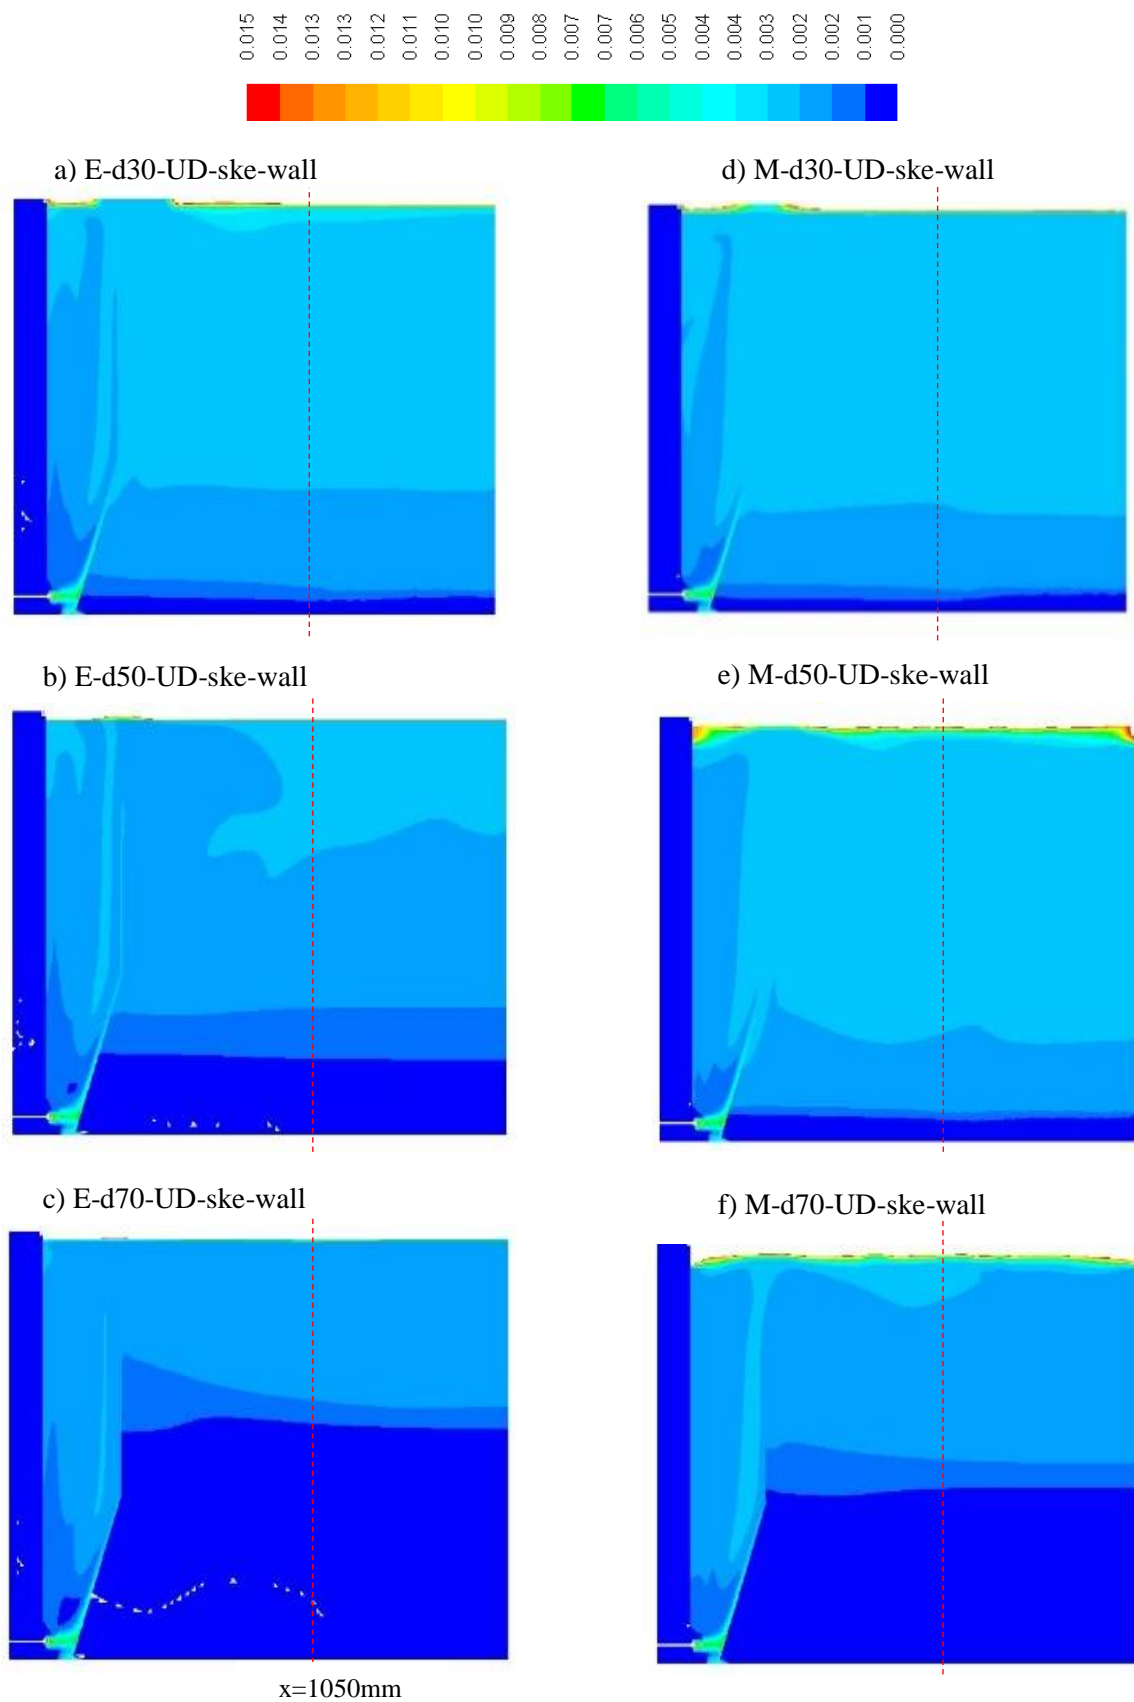 0.015 0.014 0.013 0.013 0.012 0.011 0.010 0.010 0.009 0.008 0.007 0.007 0.006 0.005 0.004 0.004 0.003 0.002 0.002 0.001 0.000
a) E-d30-UD-ske-wall
d) M-d30-UD-ske-wall
b) E-d50-UD-ske-wall
e) M-d50-UD-ske-wall
c) E-d70-UD-ske-wall
f) M-d70-UD-ske-wall
x=1050mm